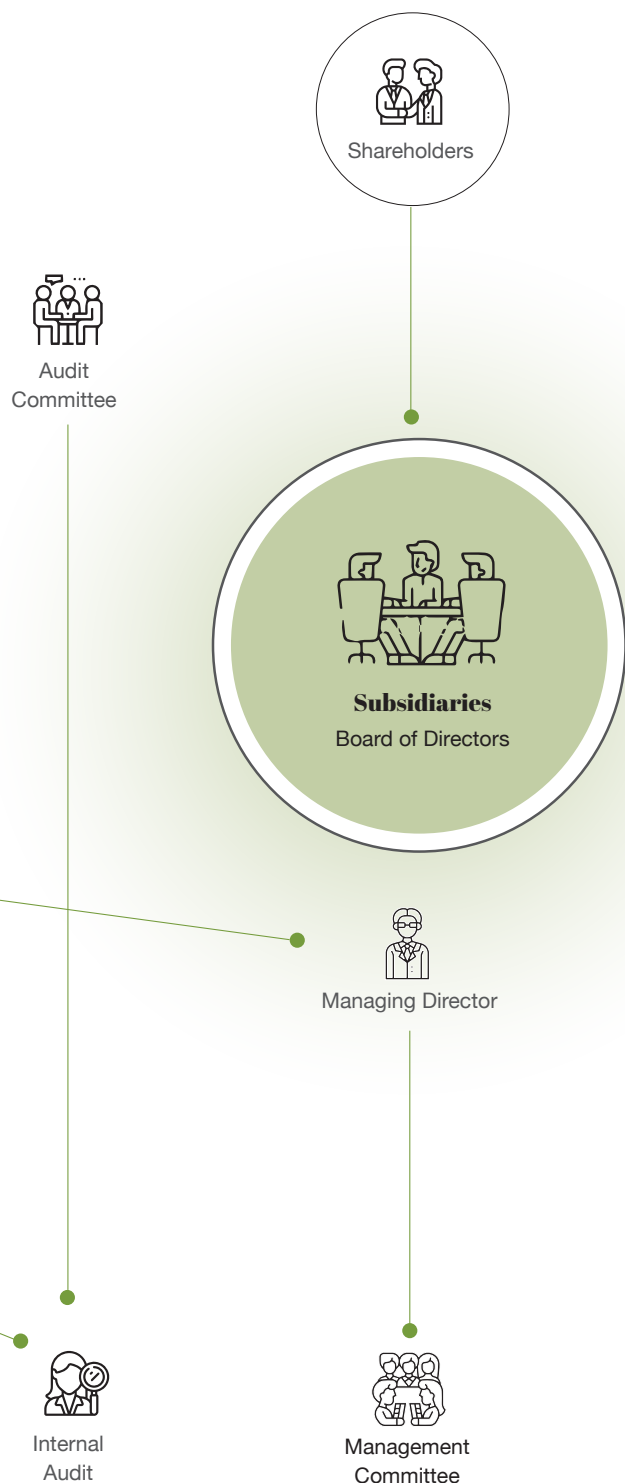 Shareholders
Audit
Committee
Subsidiaries
Board of Directors
Managing Director
Internal
Audit
Management
Committee